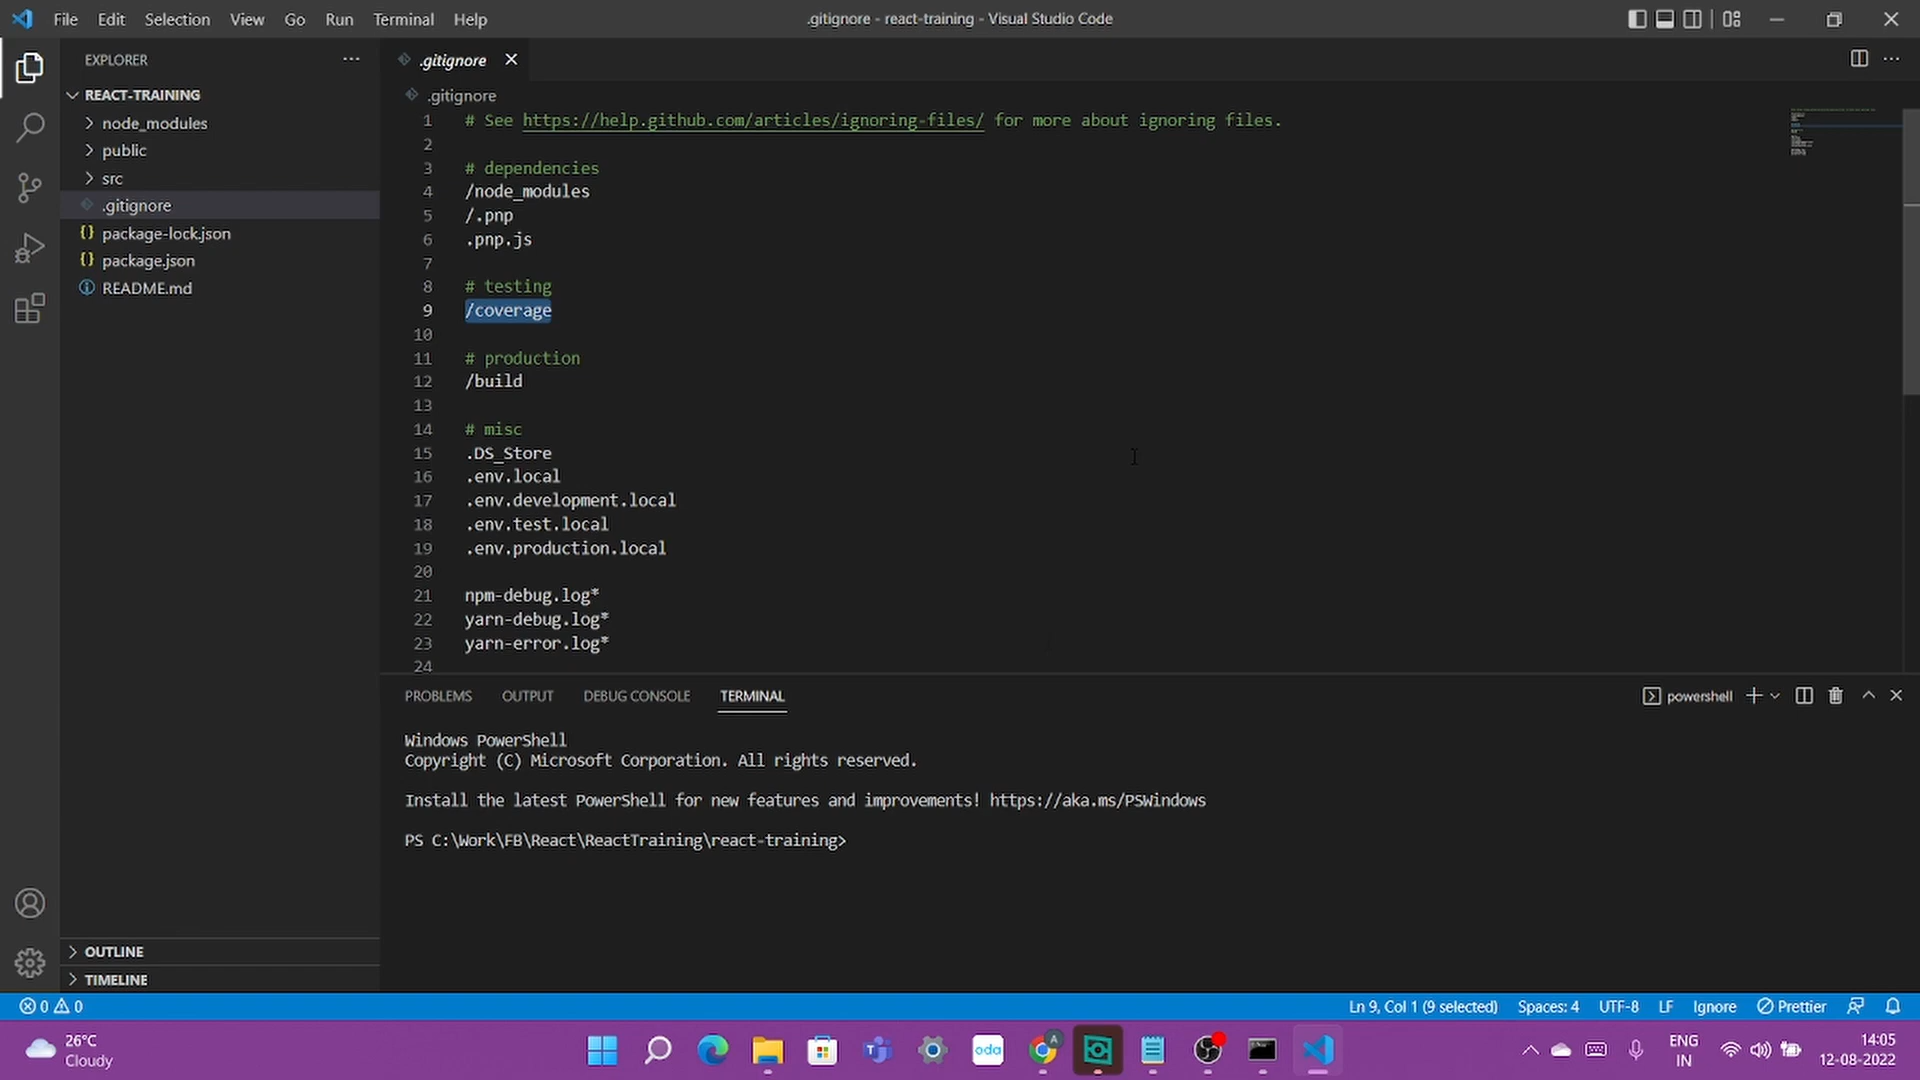 File Edit Selection View Go Run Terminal Help
.gitignore - react-training - Visual Studio Code
EXPLORER
REACT-TRAINING
node_modules
public
src
.gitignore
{} package-lock.json
{} package.json
README.md
OUTLINE
TIMELINE
.gitignore
.gitignore
1 # See https://help.github.com/articles/ignoring-files/ for more about ignoring files.
2
3 # dependencies
4 /node_modules
5 /.pnp
6 .pnp.js
7
8 # testing
9 /coverage
10
11 # production
12 /build
13
14 # misc
15 .DS_Store
16 .env.local
17 .env.development.local
18 .env.test.local
19 .env.production.local
20
21 npm-debug.log*
22 yarn-debug.log*
23 yarn-error.log*
24
PROBLEMS OUTPUT DEBUG CONSOLE TERMINAL
powershell
Windows PowerShell
Copyright (C) Microsoft Corporation. All rights reserved.
Install the latest PowerShell for new features and improvements! https://aka.ms/PSWindows
PS C:\Work\FB\React\ReactTraining\react-training>
0 0
Ln 9, Col 1 (9 selected) Spaces: 4 UTF-8 LF Ignore Prettier
26°C
Cloudy
oda
A
ENG
IN
14:05
12-08-2022